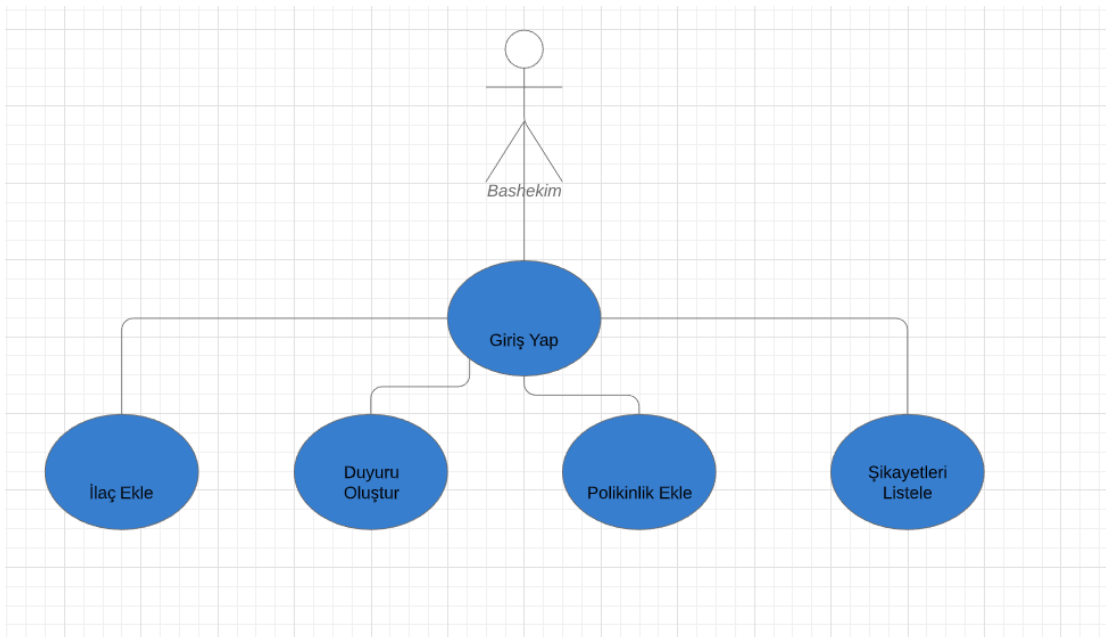 Bashekim
Giriş Yap
İlaç Ekle
Duyuru
Oluştur
Polikinlik Ekle
Şikayetleri
Listele